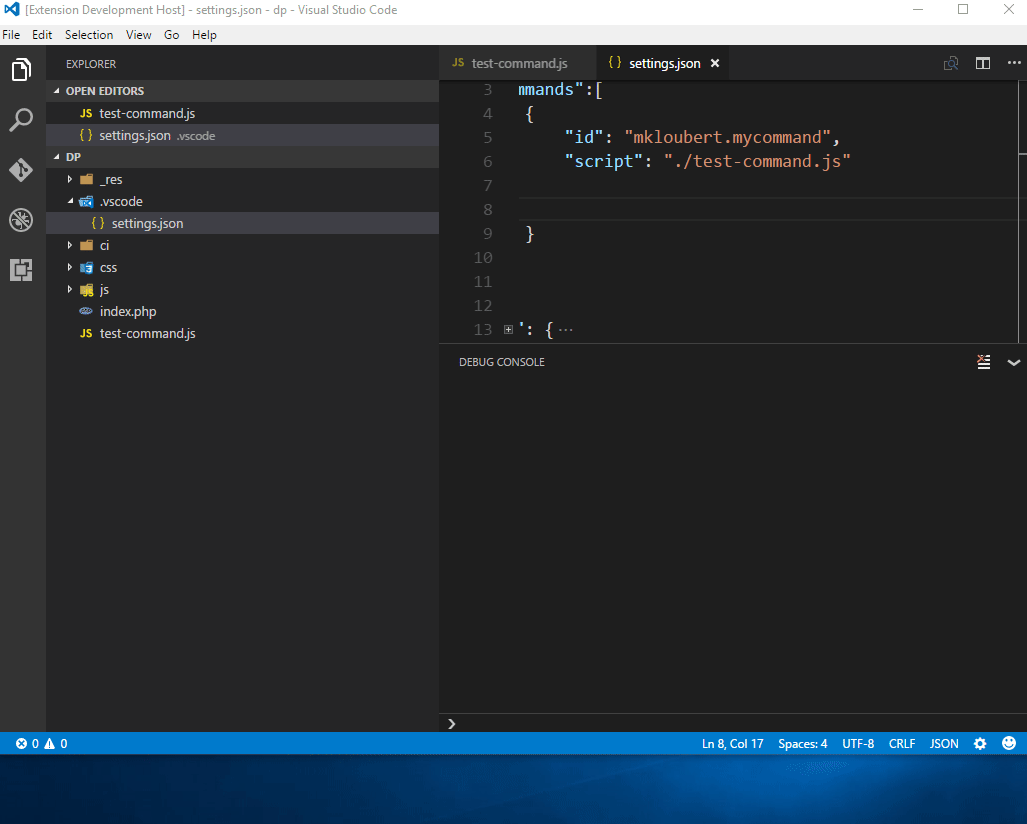 [Extension Development Host] - settings.json - dp - Visual Studio Code
File Edit Selection View Go Help
EXPLORER
OPEN EDITORS
JS test-command.js
{ } settings.json .vscode
DP
_res
.vscode
{ } settings.json
ci
css
JS js
index.php
JS test-command.js
JS test-command.js { } settings.json ×
3 mmands":[
4 {
5 "id": "mkloubert.mycommand",
6 "script": "./test-command.js"
7
8
9 }
10
11
12
13 ": { ...
DEBUG CONSOLE
❯
0 0 Ln 8, Col 17 Spaces: 4 UTF-8 CRLF JSON